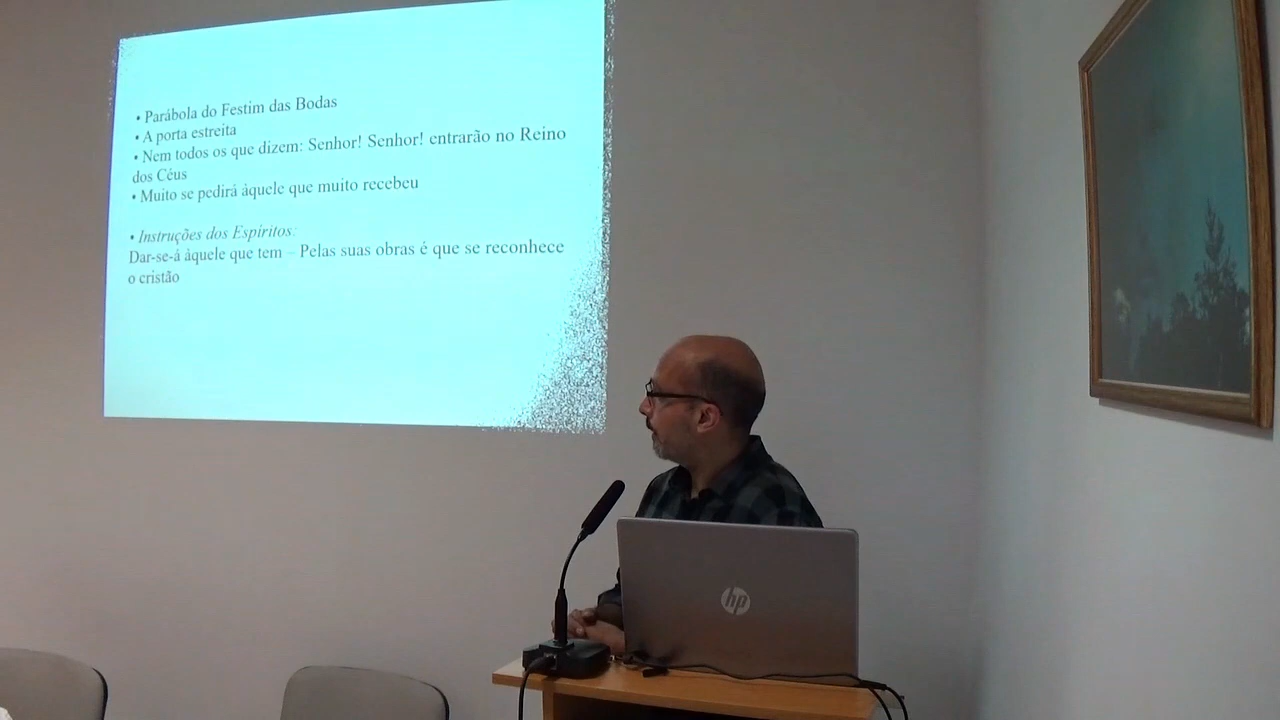 • Parábola do Festim das Bodas
• A porta estreita
• Nem todos os que dizem: Senhor! Senhor! entrarão no Reino
dos Céus
• Muito se pedirá àquele que muito recebeu
• Instruções dos Espíritos:
Dar-se-á àquele que tem – Pelas suas obras é que se reconhece
o cristão
hp